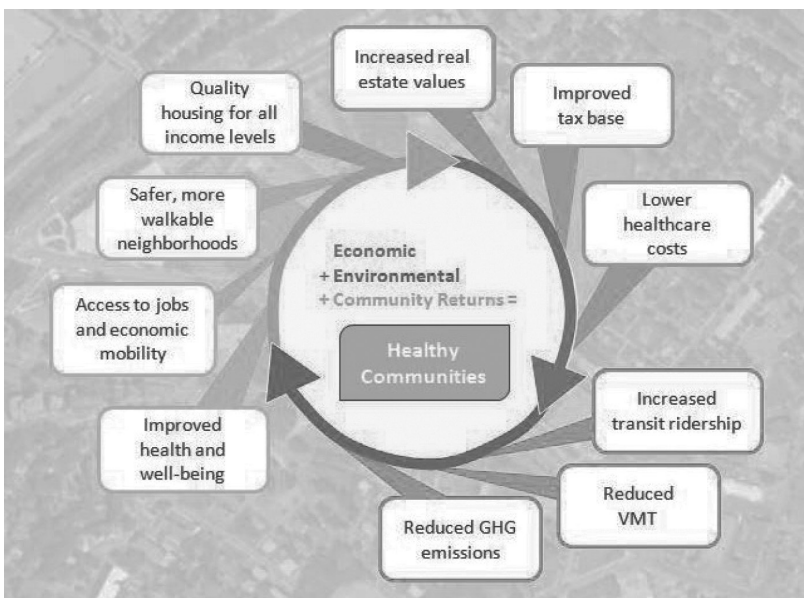 Increased real
estate values
Improved
tax base
Lower
healthcare
costs
Increased
transit ridership
Reduced
VMT
Reduced GHG
emissions
Improved
health and
well-being
Access to jobs
and economic
mobility
Safer, more
walkable
neighborhoods
Quality
housing for all
income levels
Economic
+ Environmental
+ Community Returns =
Healthy
Communities